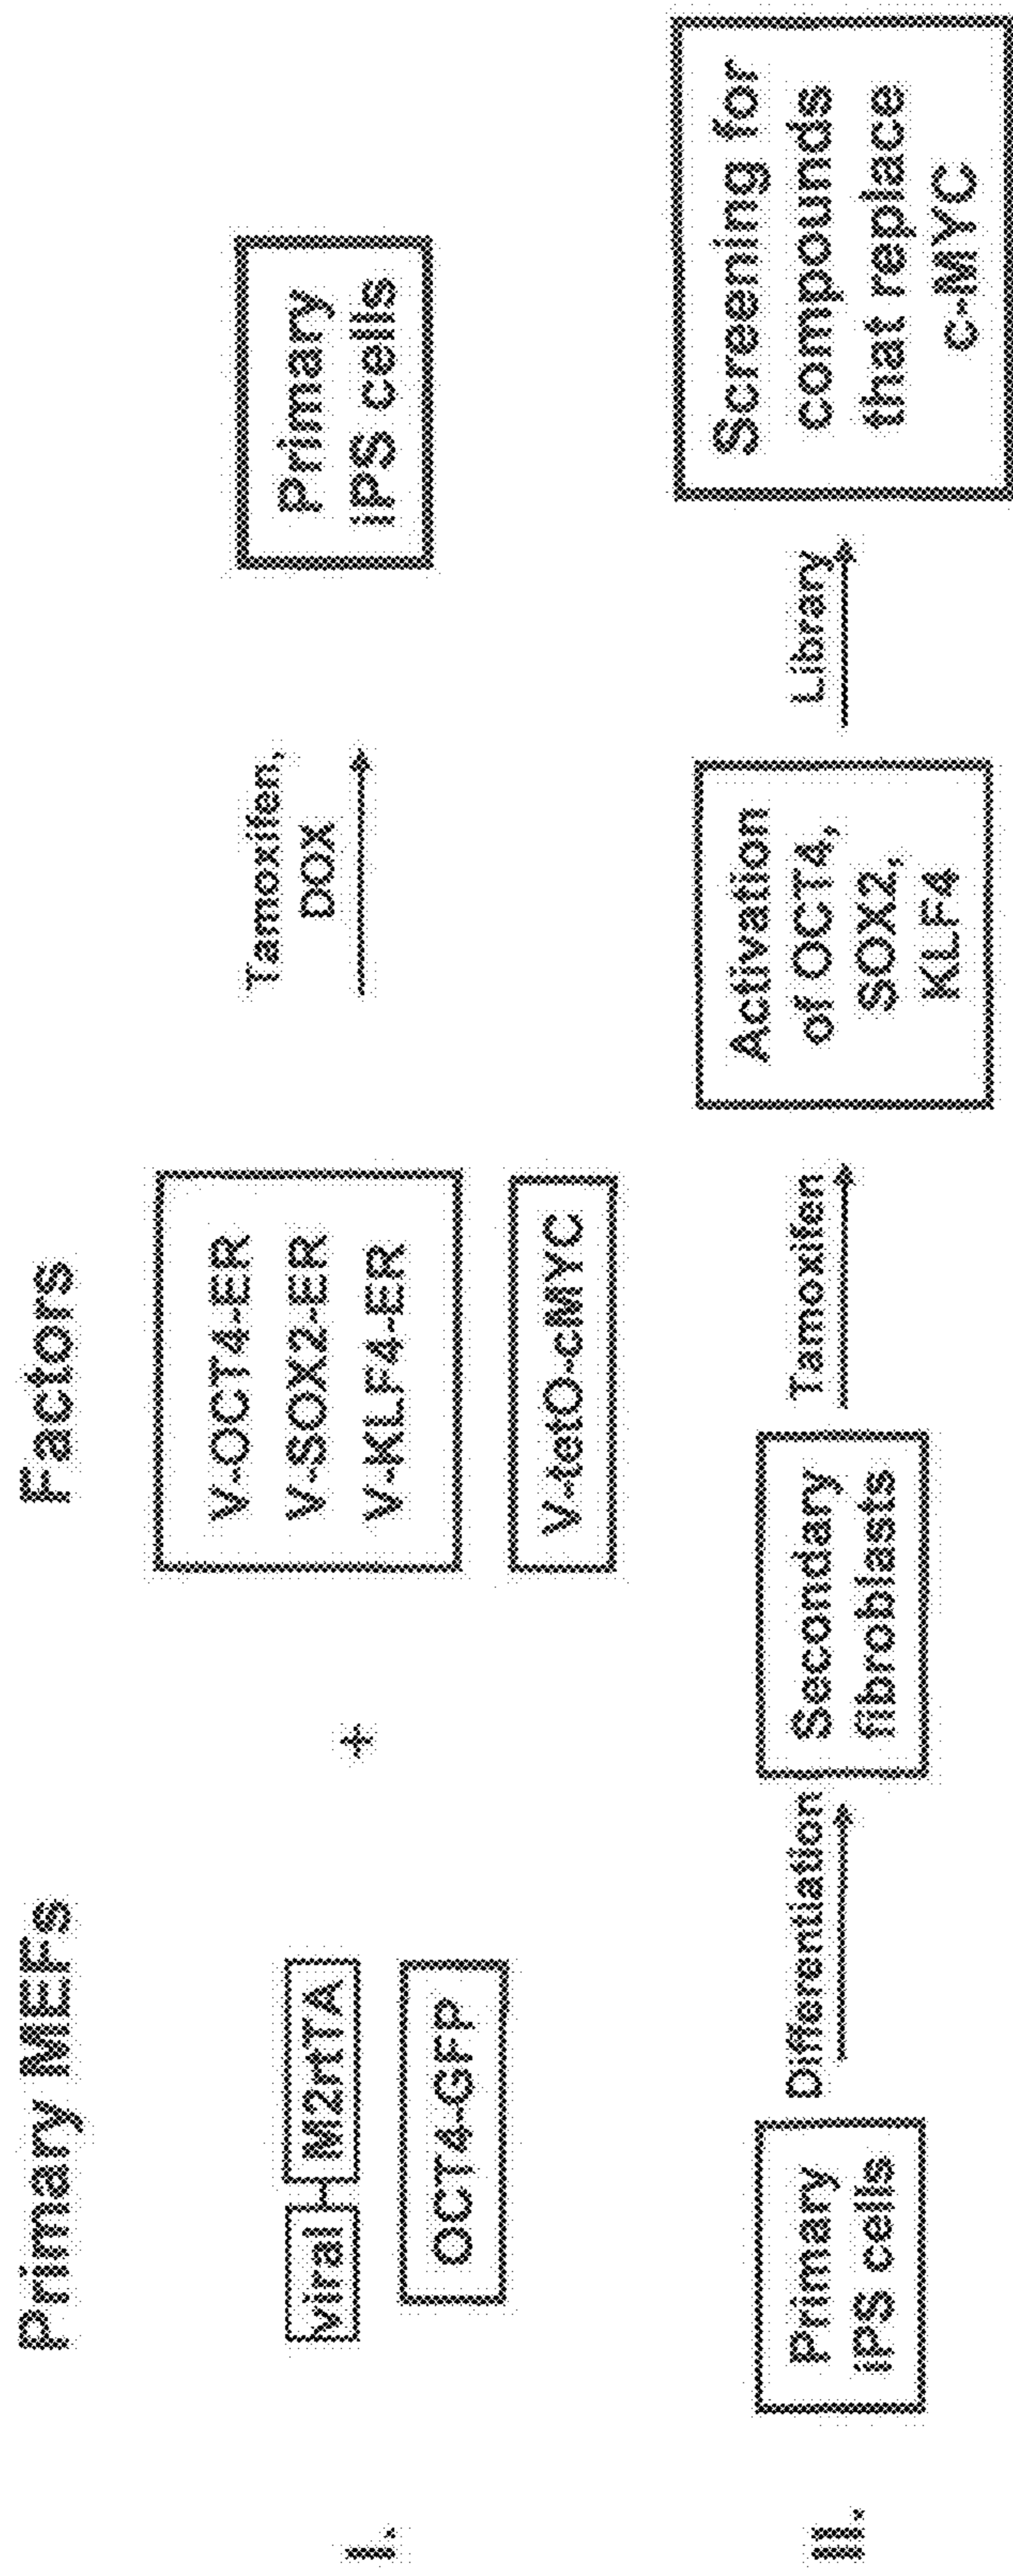 Primary MEFs
Factors
I.
viral
M2rtTA
OCT4-GFP
+
V-OCT4-ER
V-SOX2-ER
V-KLF4-ER
V-tetO-cMYC
Tamoxifen,
DOX
Primary
iPS cells
II.
Primary
iPS cells
Differentiation
Secondary
fibroblasts
Tamoxifen
Activation
of OCT4,
SOX2,
KLF4
Library
Screening for
compounds
that replace
c-MYC